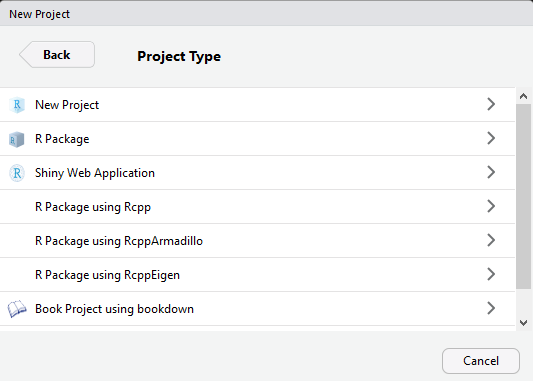 New Project
Back
Project Type
New Project
R Package
Shiny Web Application
R Package using Rcpp
R Package using RcppArmadillo
R Package using RcppEigen
Book Project using bookdown
Cancel